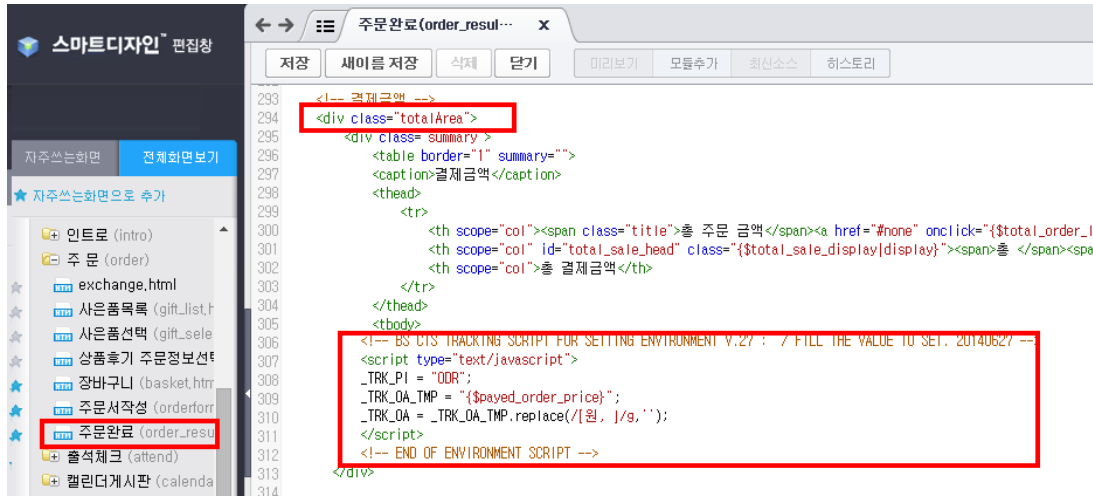 스마트디자인™ 편집창
주문완료(order_resul… x
저장 새이름 저장 삭제 닫기 미리보기 모듈추가 최신소스 히스토리
자주쓰는화면 전체화면보기
★ 자주쓰는화면으로 추가
인트로 (intro)
주 문 (order)
exchange.html
사은품목록 (gift_list.h
사은품선택 (gift_sele
상품후기 주문정보선택
장바구니 (basket.htm
주문서작성 (orderforr
주문완료 (order_resu
출석체크 (attend)
캘린더게시판 (calenda
293 <!-- 결제금액 -->
294 <div class="totalArea">
295 <div class="summary">
296 <table border="1" summary="">
297 <caption>결제금액</caption>
298 <thead>
299 <tr>
300 <th scope="col"><span class="title">총 주문 금액</span><a href="#none" onclick="{$total_order_l
301 <th scope="col" id="total_sale_head" class="{$total_sale_display|display}"><span>총 </span><spa
302 <th scope="col">총 결제금액</th>
303 </tr>
304 </thead>
305 <tbody>
306 <!-- BS CTS TRACKING SCRIPT FOR SETTING ENVIRONMENT V.27 : / FILL THE VALUE TO SET. 20140627 -->
307 <script type="text/javascript">
308 _TRK_PI = "ODR";
309 _TRK_OA_TMP = "{$payed_order_price}";
310 _TRK_OA = _TRK_OA_TMP.replace(/[원, ]/g,'');
311 </script>
312 <!-- END OF ENVIRONMENT SCRIPT -->
313 </div>
314